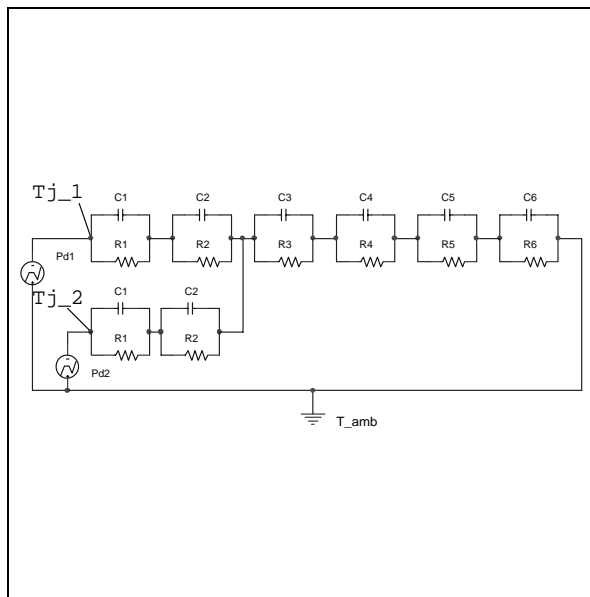 C1 C2 C3 C4 C5 C6
Tj_1
R1 R2 R3 R4 R5 R6
Pd1
Tj_2
C1 C2
R1 R2
Pd2
T_amb